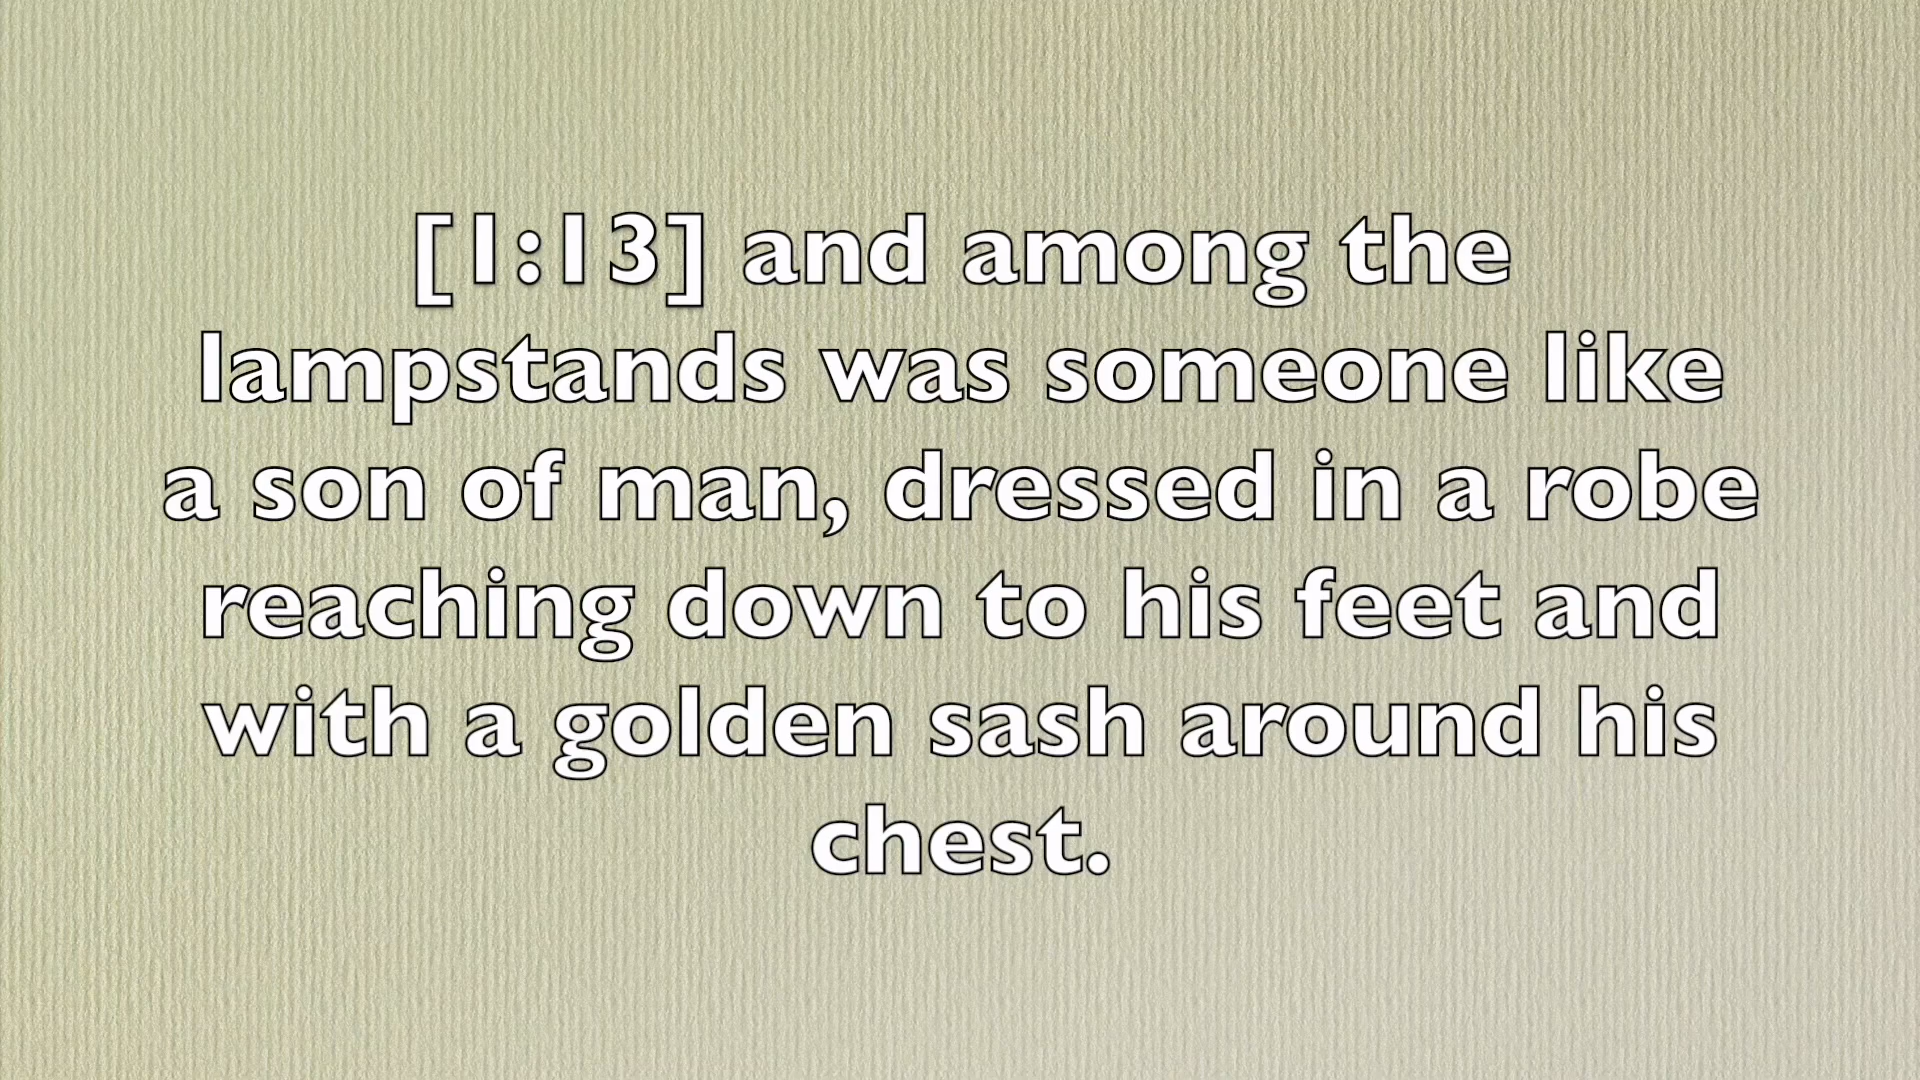 [1:13] and among the
lampstands was someone like
a son of man, dressed in a robe
reaching down to his feet and
with a golden sash around his
chest.